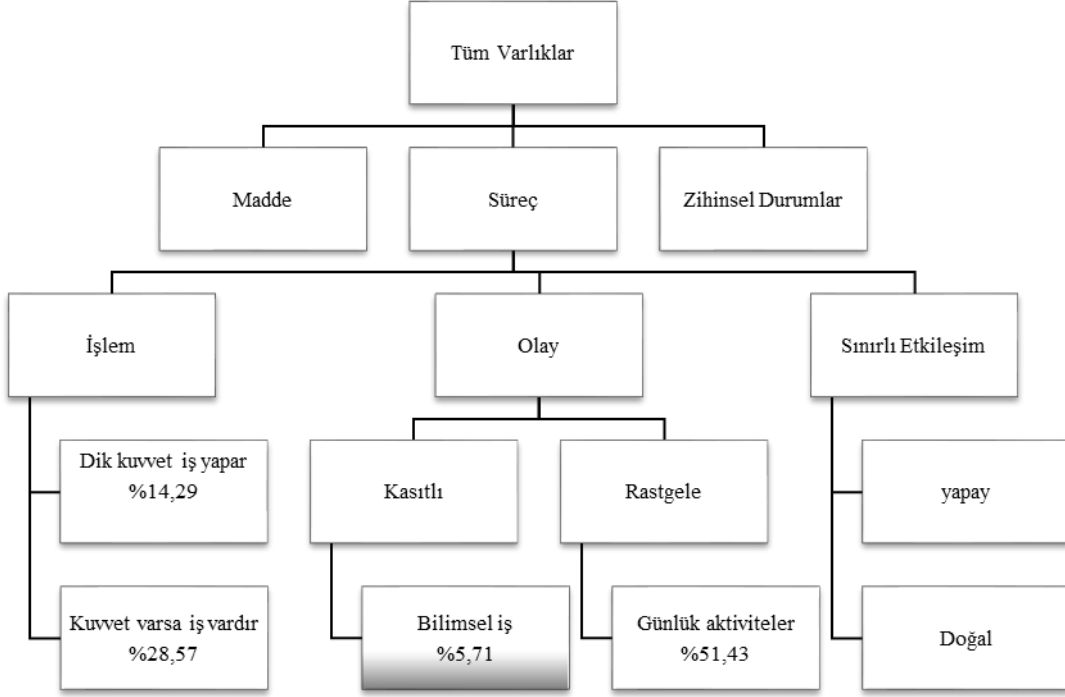 Tüm Varlıklar
Madde
Süreç
Zihinsel Durumlar
İşlem
Olay
Sınırlı Etkileşim
Dik kuvvet iş yapar
%14,29
Kasıtlı
Rastgele
yapay
Kuvvet varsa iş vardır
%28,57
Bilimsel iş
%5,71
Günlük aktiviteler
%51,43
Doğal